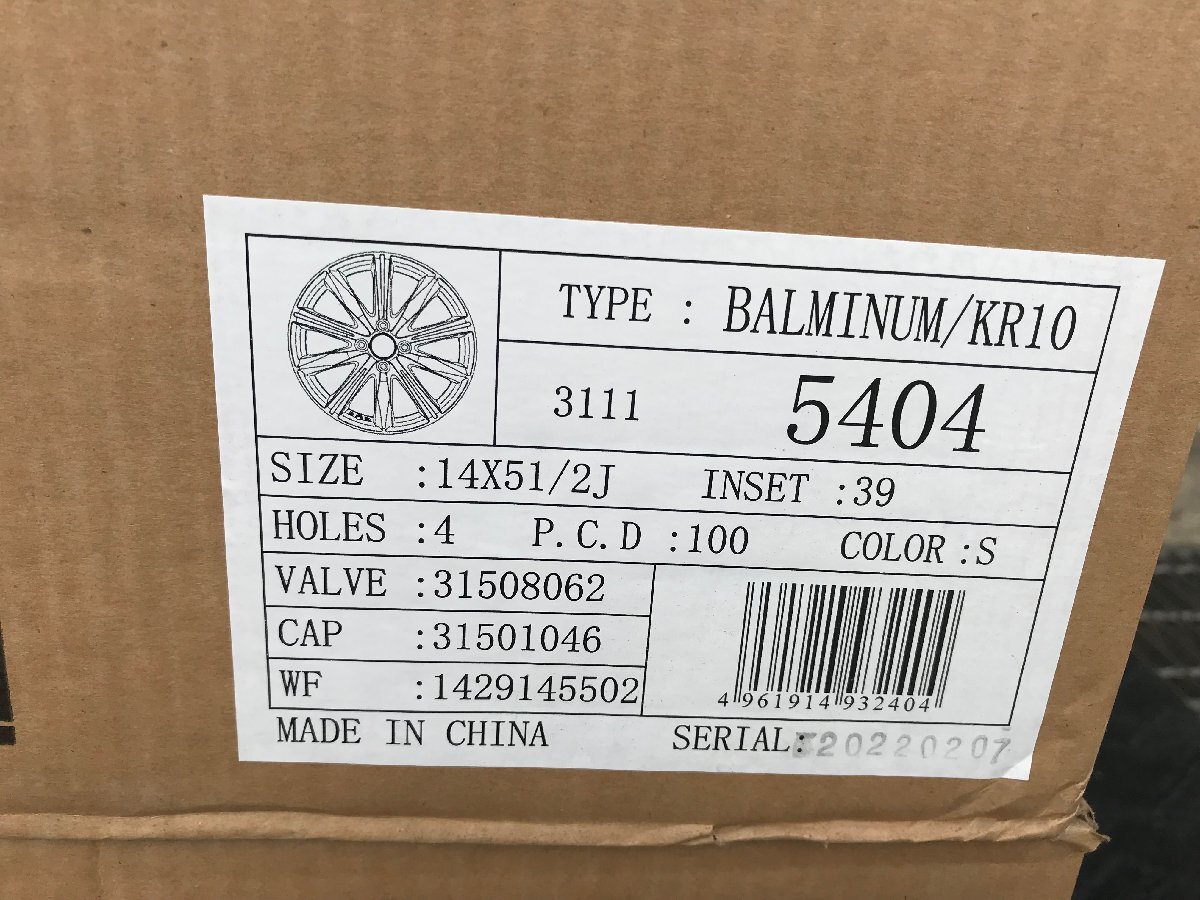 TYPE : BALMINUM/KR10
3111 5404
SIZE :14X51/2J INSET :39
HOLES :4 P.C.D :100 COLOR :S
VALVE :31508062
CAP :31501046
WF :1429145502
4 961914 932404
MADE IN CHINA SERIAL: